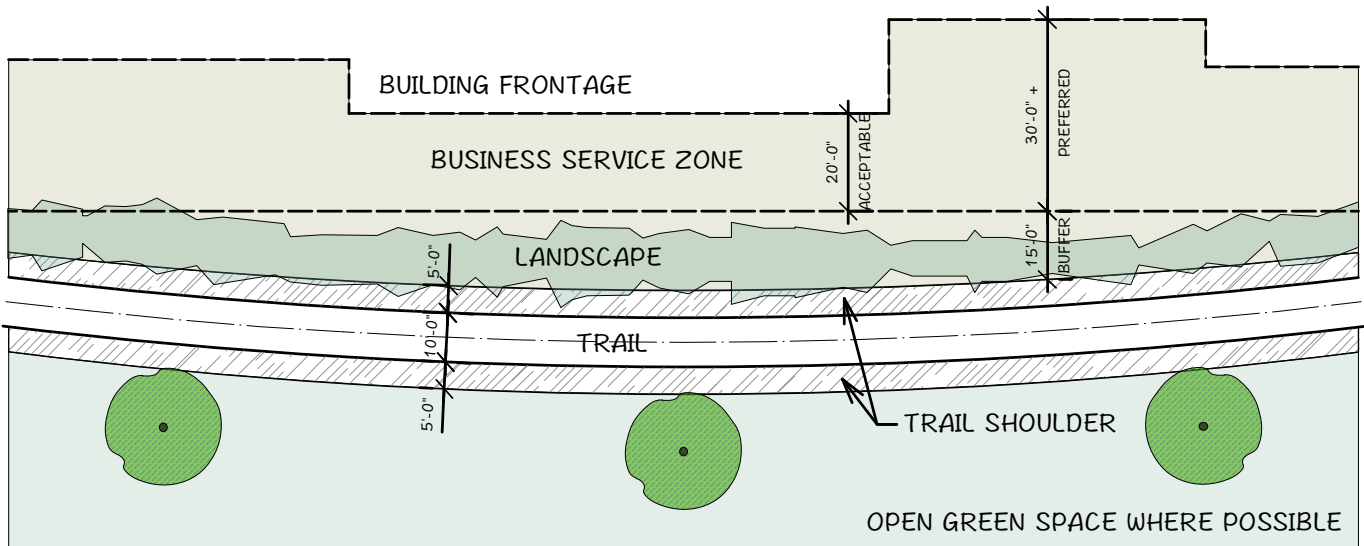 BUILDING FRONTAGE
30'-0" +
PREFERRED
BUSINESS SERVICE ZONE
20'-0"
ACCEPTABLE
LANDSCAPE
15'-0"
BUFFER
5'-0"
10'-0"
TRAIL
5'-0"
TRAIL SHOULDER
OPEN GREEN SPACE WHERE POSSIBLE